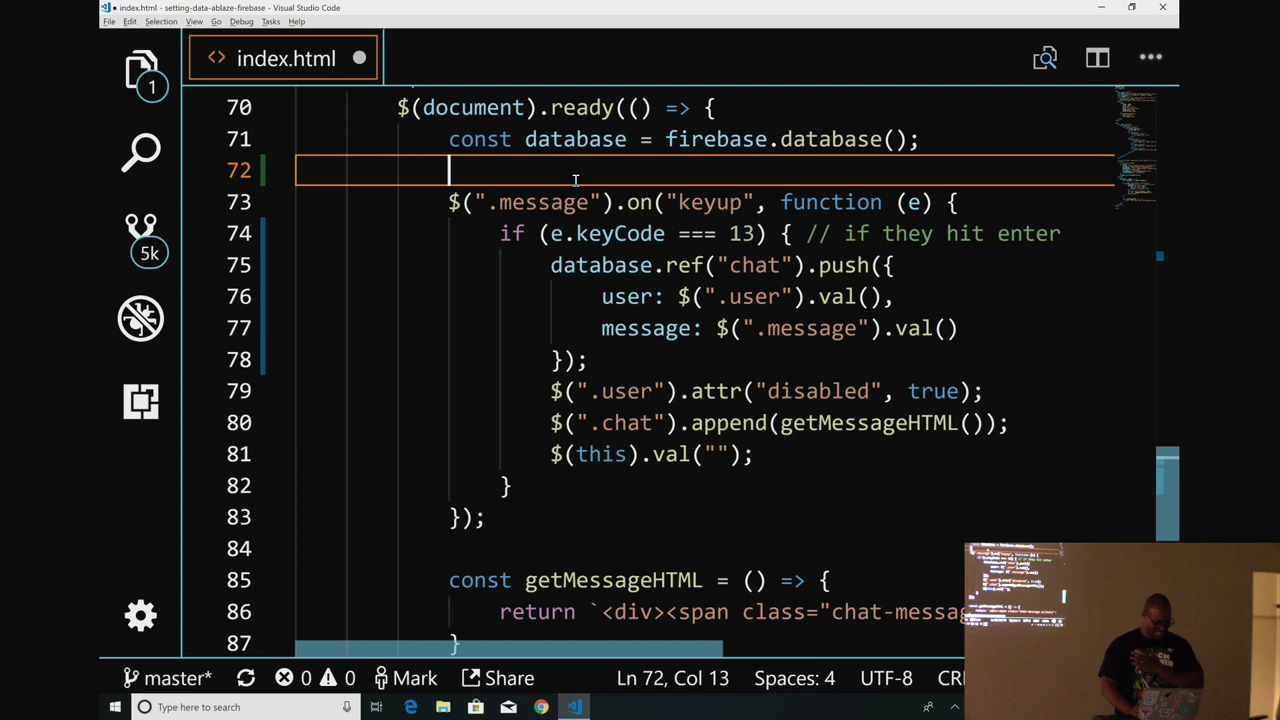 index.html - setting-data-ablaze-firebase - Visual Studio Code
File Edit Selection View Go Debug Tasks Help
<> index.html
1
5k
70 $(document).ready(() => {
71 const database = firebase.database();
72
73 $(".message").on("keyup", function (e) {
74 if (e.keyCode === 13) { // if they hit enter
75 database.ref("chat").push({
76 user: $(".user").val(),
77 message: $(".message").val()
78 });
79 $(".user").attr("disabled", true);
80 $(".chat").append(getMessageHTML());
81 $(this).val("");
82 }
83 });
84
85 const getMessageHTML = () => {
86 return `<div><span class="chat-messag
87 }
master* 0 0 Mark Share Ln 72, Col 13 Spaces: 4 UTF-8 CR
Type here to search